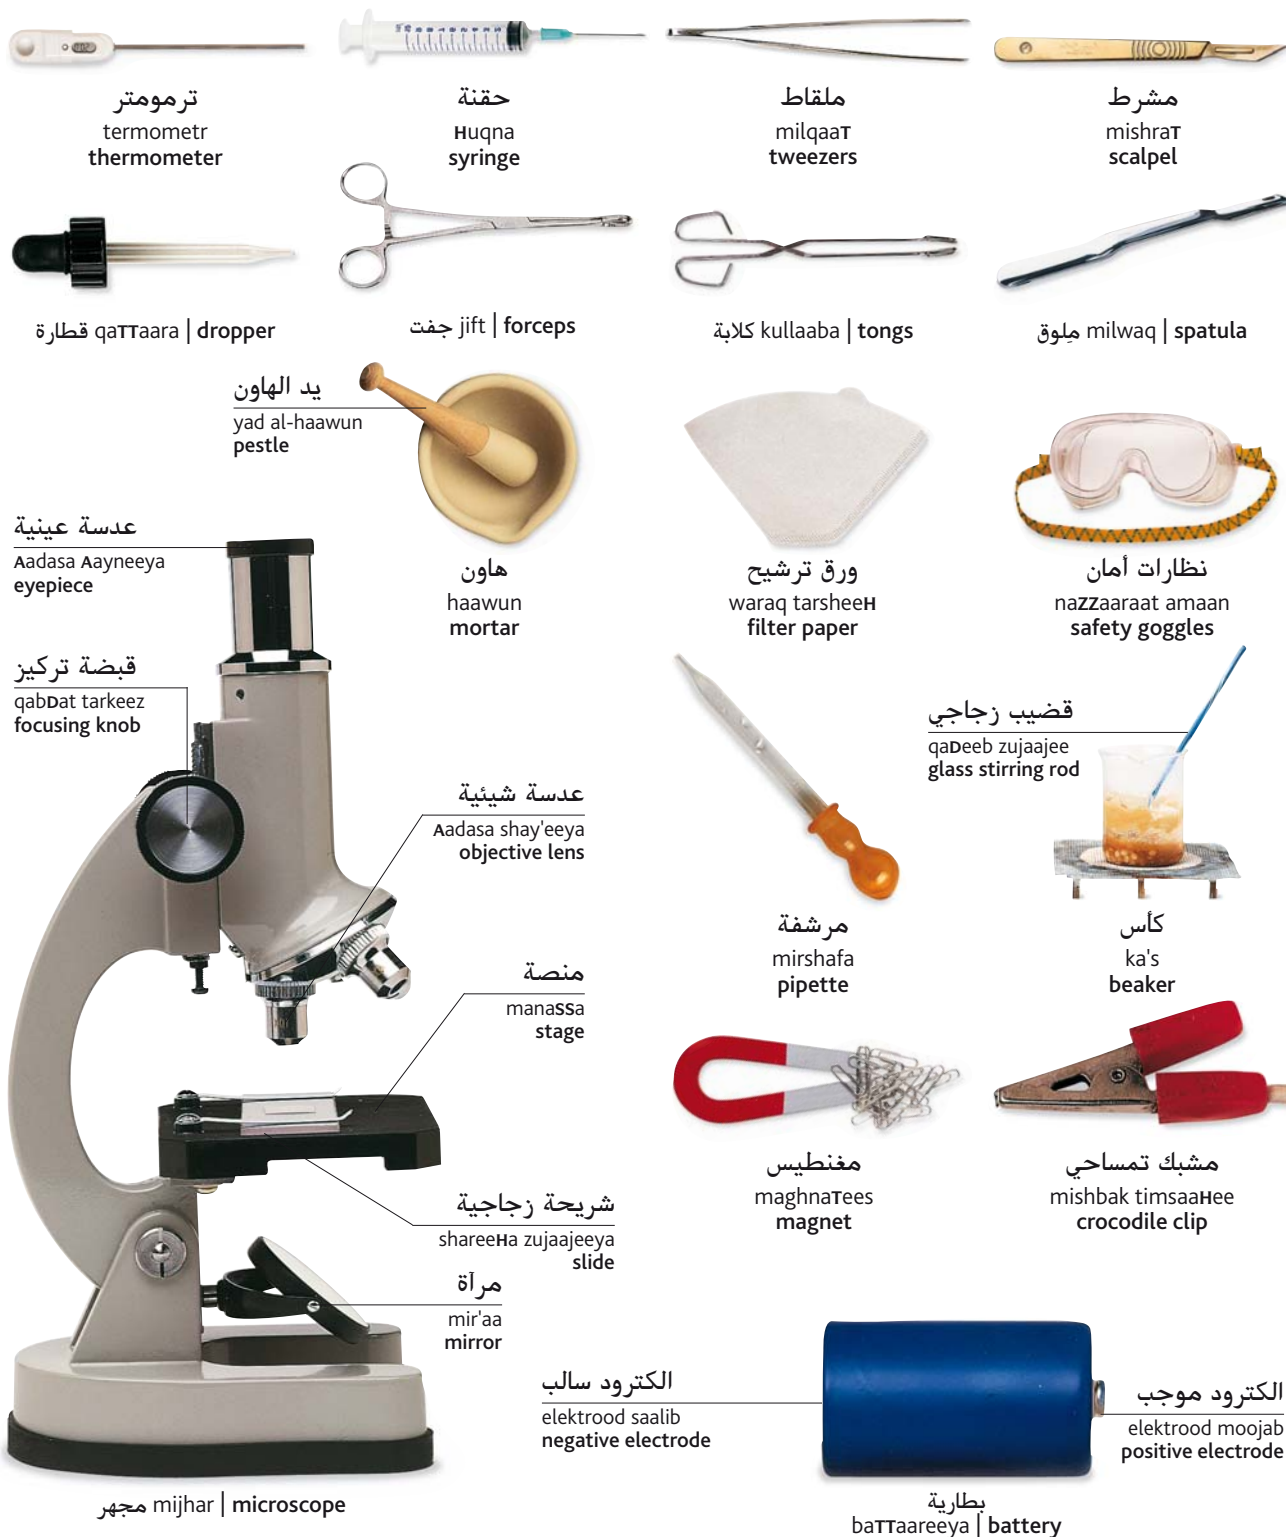 ترمومتر
termometr
thermometer
حقنة
Huqna
syringe
ملقاط
milqaaT
tweezers
مشرط
mishraT
scalpel
قطارة qaTTaara | dropper
جفت jift | forceps
كلابة kullaaba | tongs
مِلوق milwaq | spatula
يد الهاون
yad al-haawun
pestle
هاون
haawun
mortar
ورق ترشيح
waraq tarsheeH
filter paper
نظارات أمان
naZZaaraat amaan
safety goggles
عدسة عينية
Aadasa Aayneeya
eyepiece
قبضة تركيز
qabDat tarkeez
focusing knob
عدسة شيئية
Aadasa shay'eeya
objective lens
منصة
manaSSa
stage
شريحة زجاجية
shareeHa zujaajeeya
slide
مرآة
mir'aa
mirror
مجهر mijhar | microscope
مرشفة
mirshafa
pipette
قضيب زجاجي
qaDeeb zujaajee
glass stirring rod
كأس
ka's
beaker
مغنطيس
maghnaTees
magnet
مشبك تمساحي
mishbak timsaaHee
crocodile clip
الكترود سالب
elektrood saalib
negative electrode
الكترود موجب
elektrood moojab
positive electrode
بطارية
baTTaareeya | battery